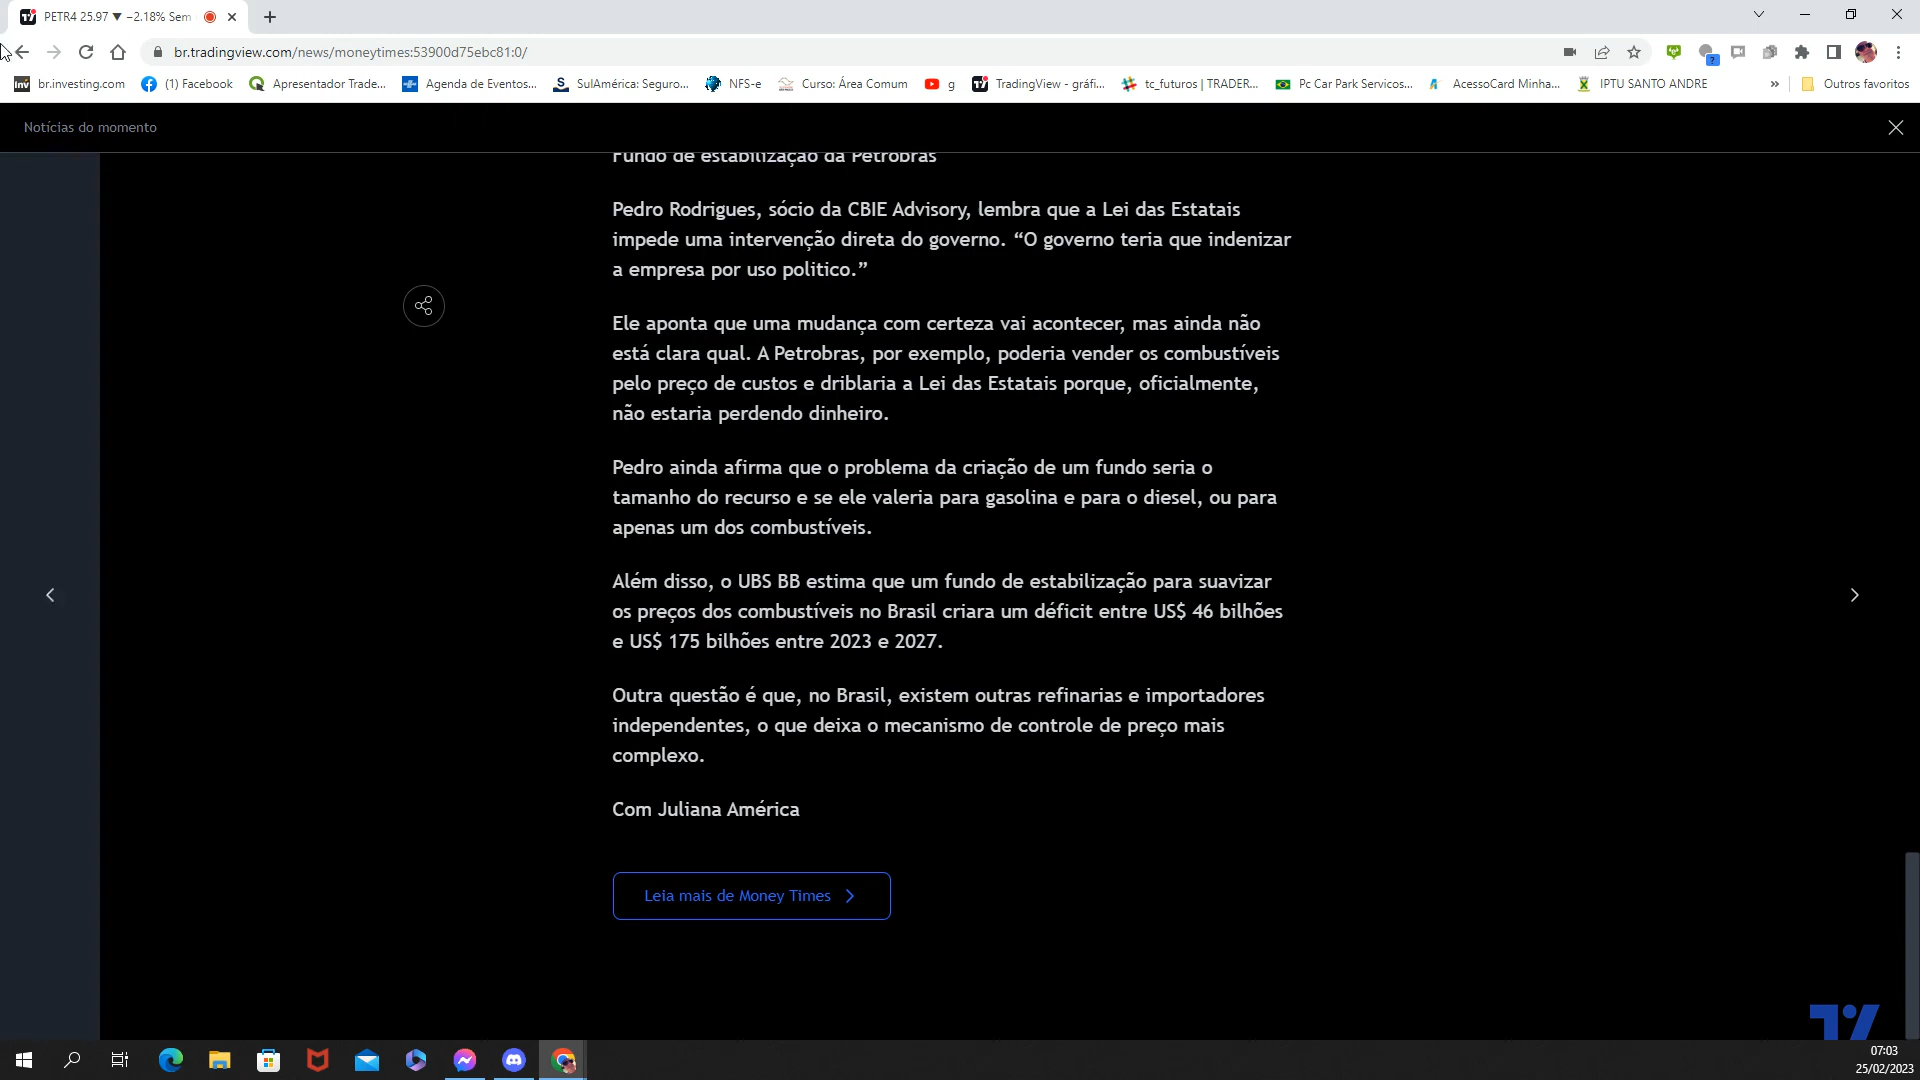 PETR4 25.97 ▼ −2.18% Sem
br.tradingview.com/news/moneytimes:53900d75ebc81:0/
br.investing.com
(1) Facebook
Apresentador Trade...
Agenda de Eventos...
SulAmérica: Seguro...
NFS-e
Curso: Área Comum
g
TradingView - gráfi...
tc_futuros | TRADER...
Pc Car Park Servicos...
AcessoCard Minha...
IPTU SANTO ANDRE
»
Outros favoritos
Notícias do momento
Fundo de estabilização da Petrobras
Pedro Rodrigues, sócio da CBIE Advisory, lembra que a Lei das Estatais
impede uma intervenção direta do governo. “O governo teria que indenizar
a empresa por uso politico.”
Ele aponta que uma mudança com certeza vai acontecer, mas ainda não
está clara qual. A Petrobras, por exemplo, poderia vender os combustíveis
pelo preço de custos e driblaria a Lei das Estatais porque, oficialmente,
não estaria perdendo dinheiro.
Pedro ainda afirma que o problema da criação de um fundo seria o
tamanho do recurso e se ele valeria para gasolina e para o diesel, ou para
apenas um dos combustíveis.
Além disso, o UBS BB estima que um fundo de estabilização para suavizar
os preços dos combustíveis no Brasil criara um déficit entre US$ 46 bilhões
e US$ 175 bilhões entre 2023 e 2027.
Outra questão é que, no Brasil, existem outras refinarias e importadores
independentes, o que deixa o mecanismo de controle de preço mais
complexo.
Com Juliana América
Leia mais de Money Times
07:03
25/02/2023